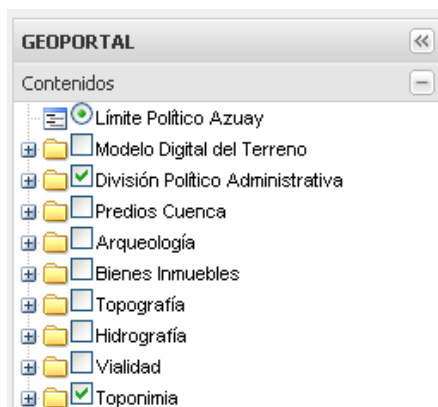 GEOPORTAL
Contenidos
Límite Político Azuay
Modelo Digital del Terreno
División Político Administrativa
Predios Cuenca
Arqueología
Bienes Inmuebles
Topografía
Hidrografía
Vialidad
Toponimia